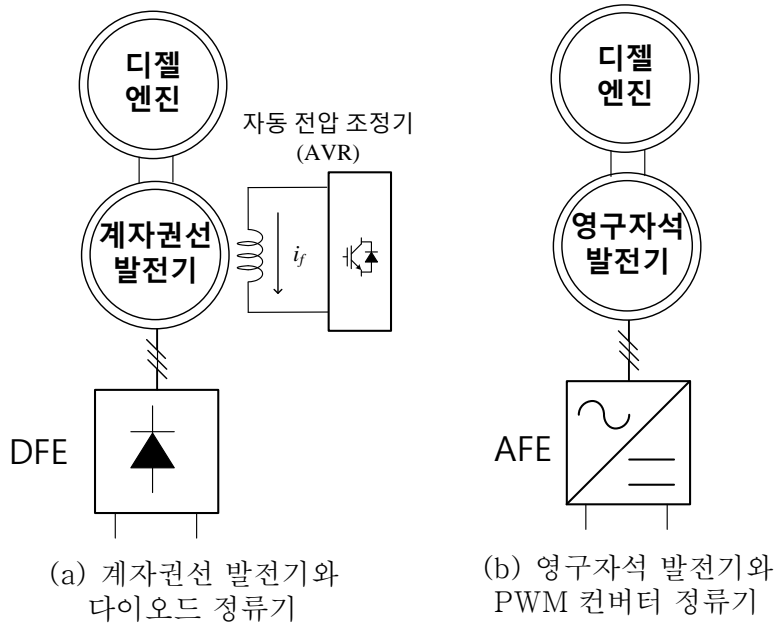 디젤
엔진
자동 전압 조정기
(AVR)
계자권선
발전기
i_f
DFE
(a) 계자권선 발전기와
다이오드 정류기
디젤
엔진
영구자석
발전기
AFE
(b) 영구자석 발전기와
PWM 컨버터 정류기